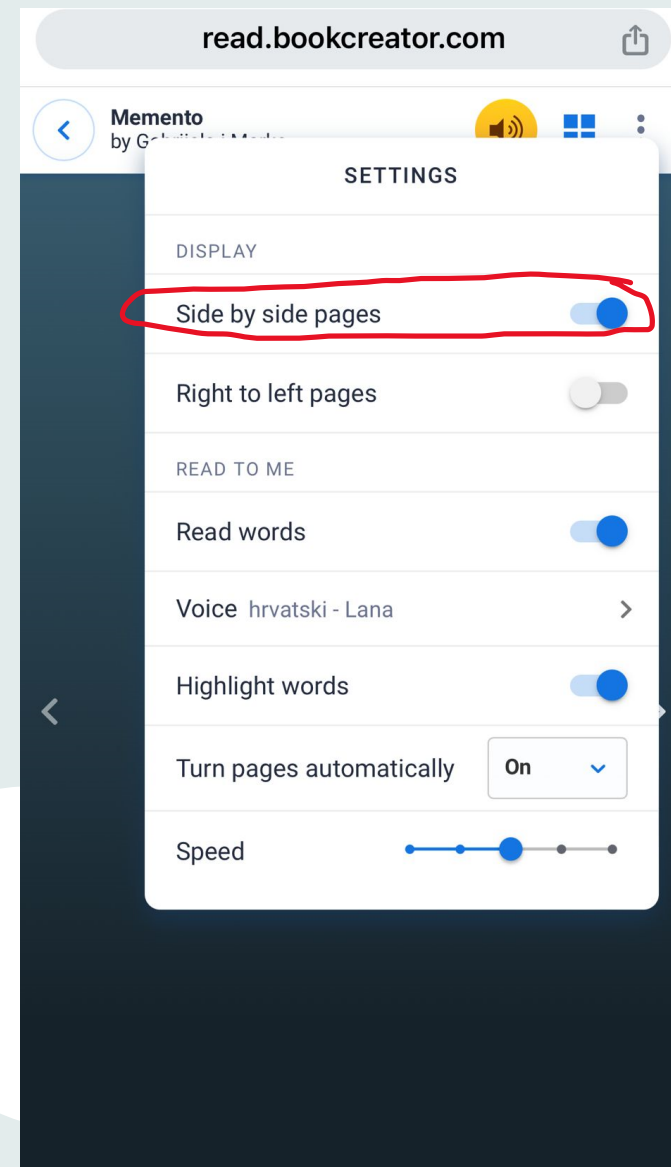 read.bookcreator.com
Memento
by
SETTINGS
DISPLAY
Side by side pages
Right to left pages
READ TO ME
Read words
Voice hrvatski - Lana
Highlight words
Turn pages automatically On
Speed